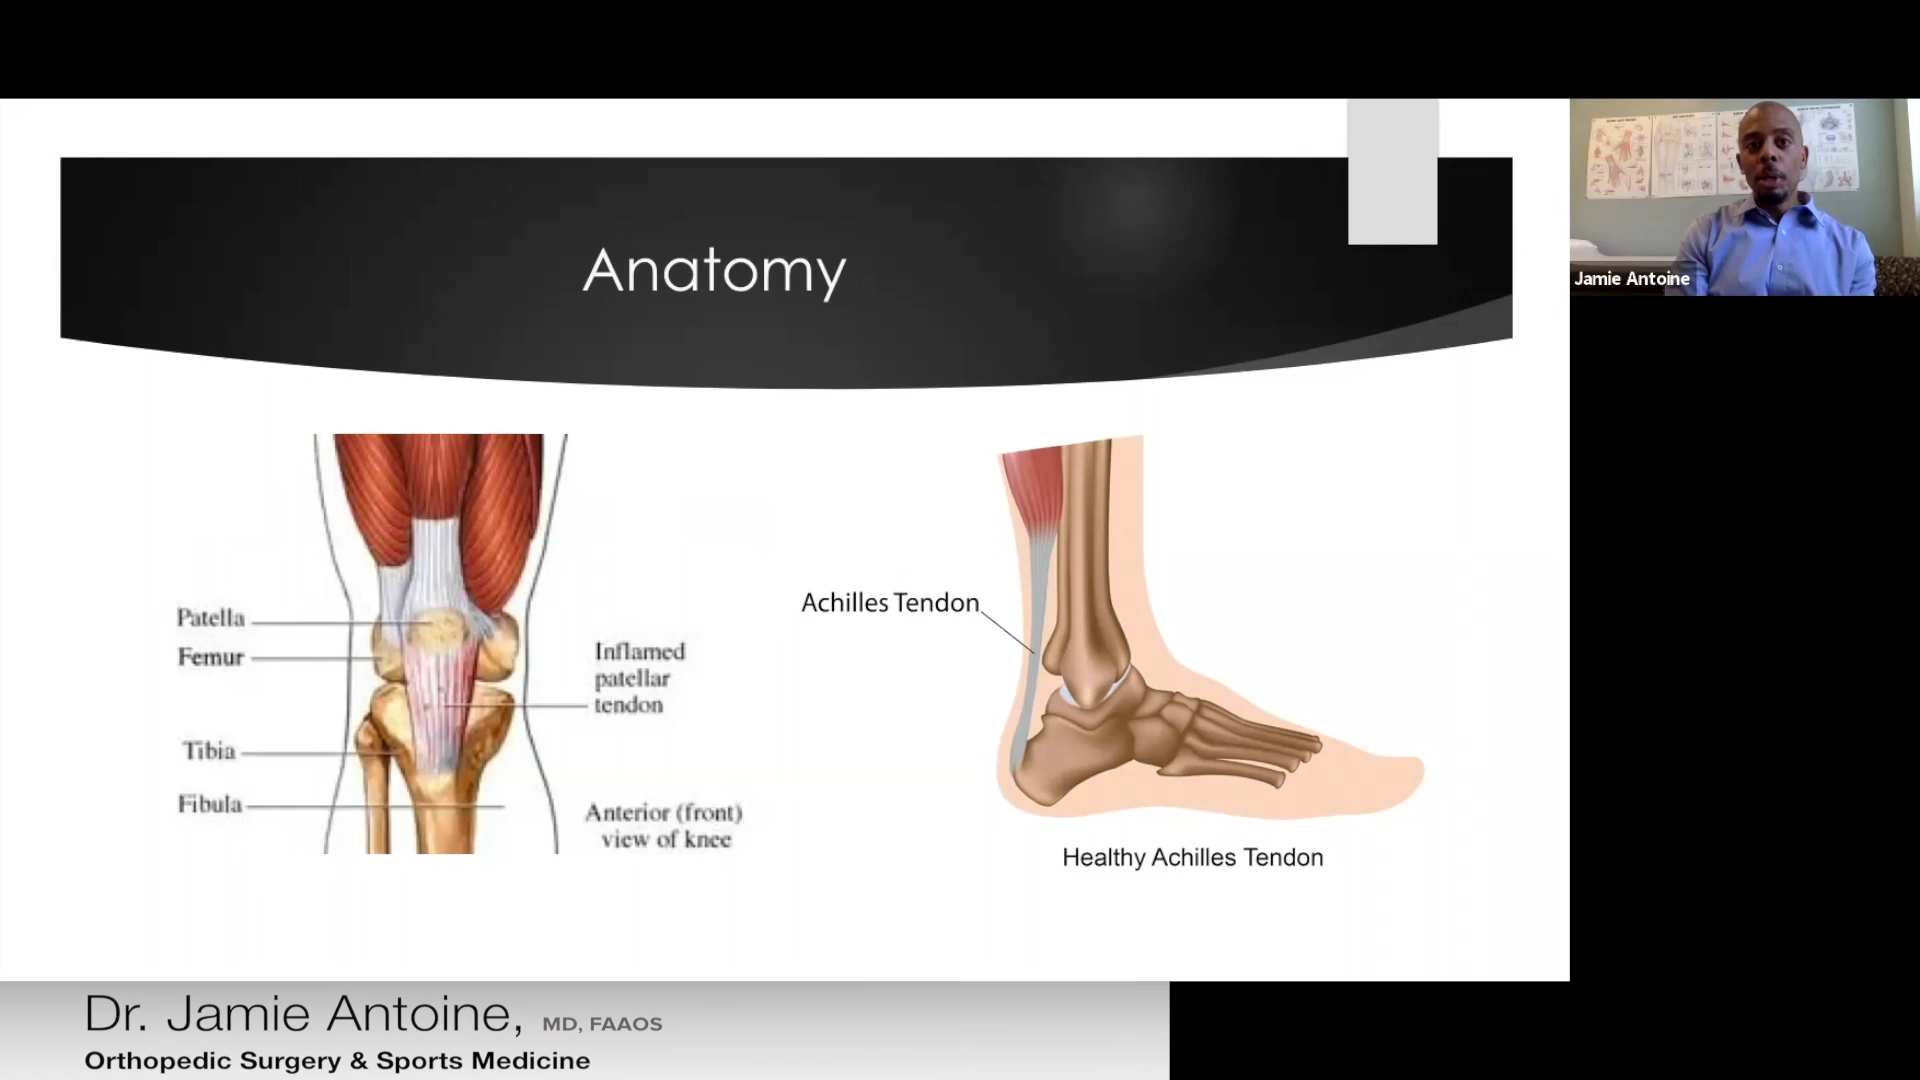 Anatomy
Patella
Femur
Tibia
Fibula
Inflamed
patellar
tendon
Anterior (front)
view of knee
Achilles Tendon
Healthy Achilles Tendon
Jamie Antoine
Dr. Jamie Antoine, MD, FAAOS
Orthopedic Surgery & Sports Medicine